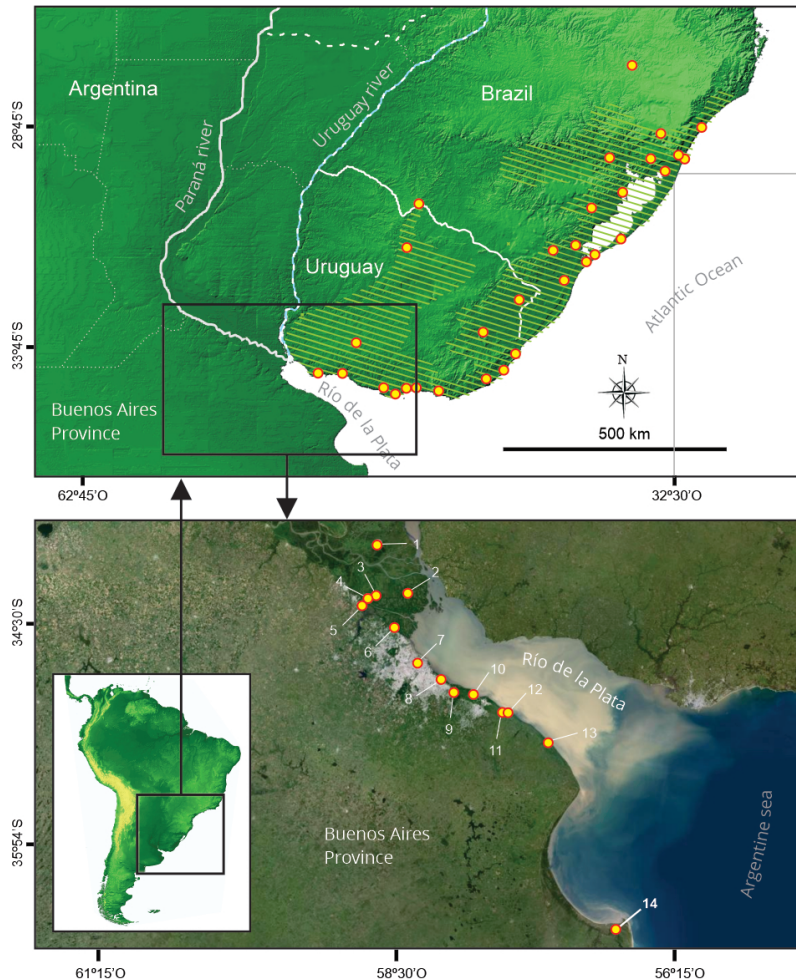 Argentina
Brazil
Uruguay river
Paraná river
28º45'S
Uruguay
Atlantic Ocean
33º45'S
N
Buenos Aires
Province
Río de la Plata
500 km
62º45'O
32º30'O
1
3
2
4
34º30'S
5
6
7
Río de la Plata
10
12
8
9
11
13
Buenos Aires
Province
35º54'S
Argentine sea
14
61º15'O
58º30'O
56º15'O